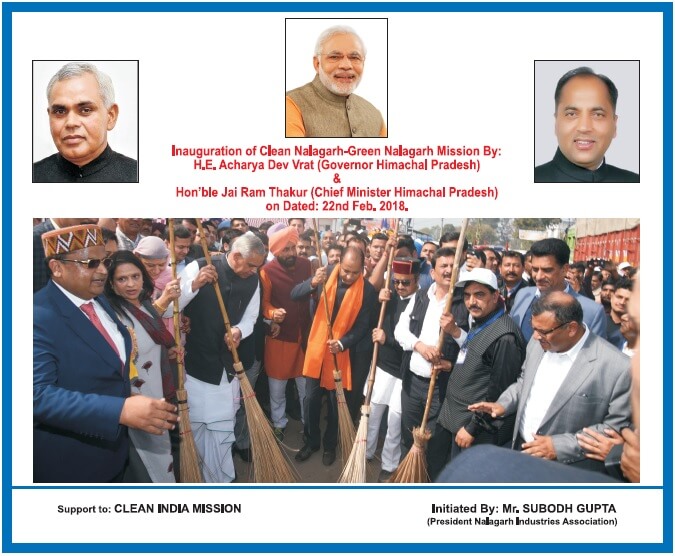 Inauguration of Clean Nalagarh-Green Nalagarh Mission By:
H.E. Acharya Dev Vrat (Governor Himachal Pradesh)
&
Hon'ble Jai Ram Thakur (Chief Minister Himachal Pradesh)
on Dated: 22nd Feb. 2018.
Support to: CLEAN INDIA MISSION
Initiated By: Mr. SUBODH GUPTA
(President Nalagarh Industries Association)